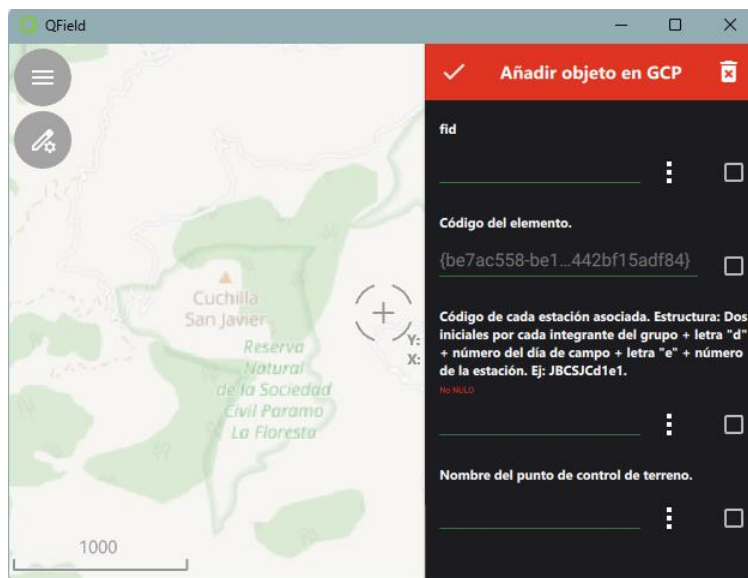 QField
Añadir objeto en GCP
fid
Código del elemento.
{be7ac558-be1...442bf15adf84}
Código de cada estación asociada. Estructura: Dos
iniciales por cada integrante del grupo + letra "d"
+ número del día de campo + letra "e" + número
de la estación. Ej: JBCSJCd1e1.
No NULO
Nombre del punto de control de terreno.
Cuchilla
San Javier
Reserva
Natural
de la Sociedad
Civil Paramo
La Floresta
Y:
X:
1000